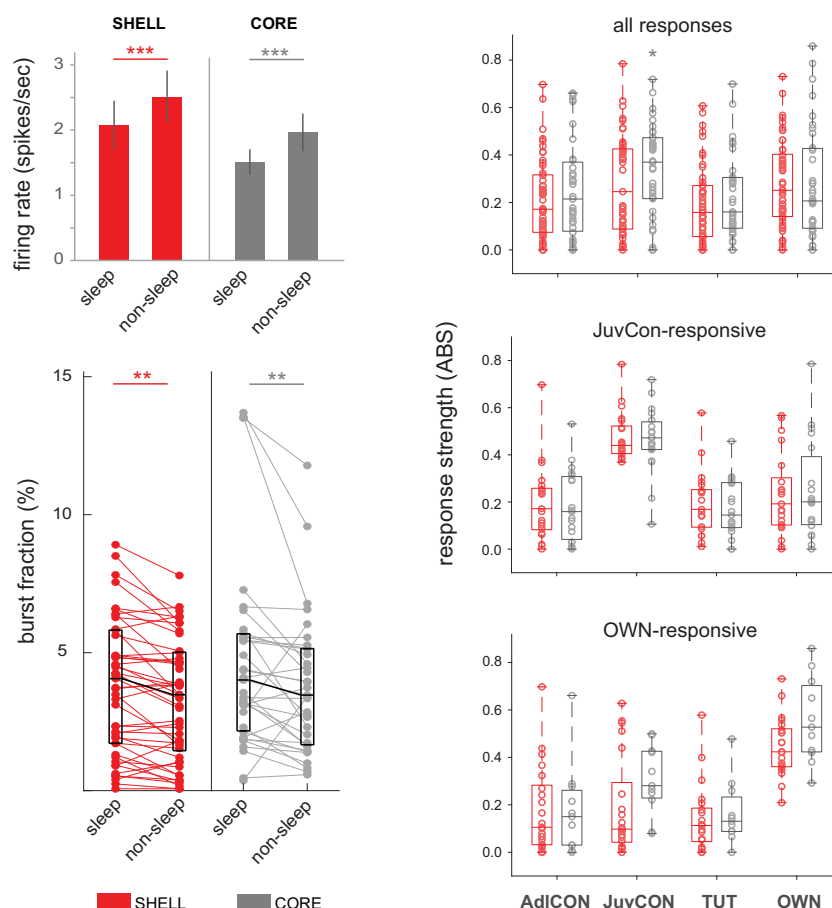 SHELL CORE
*** ***
3
2
1
0
firing rate (spikes/sec)
sleep
non-sleep
sleep
non-sleep
15
10
5
burst fraction (%)
** **
sleep
non-sleep
sleep
non-sleep
SHELL CORE
all responses
*
0.8
0.6
0.4
0.2
0.0
JuvCon-responsive
0.8
0.6
0.4
0.2
0.0
response strength (ABS)
OWN-responsive
0.8
0.6
0.4
0.2
0.0
AdlCON JuvCON TUT OWN